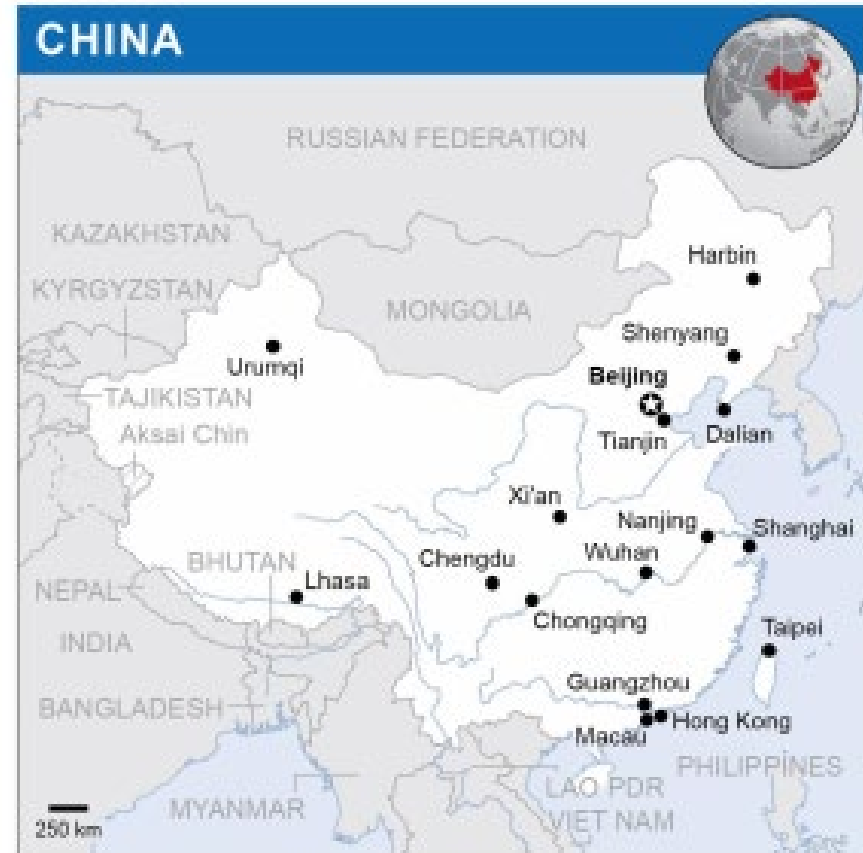 CHINA
RUSSIAN FEDERATION
KAZAKHSTAN
Harbin
KYRGYZSTAN
MONGOLIA
Shenyang
Urumqi
Beijing
TAJIKISTAN
Aksai Chin
Tianjin
Dalian
Xi'an
Nanjing
Shanghai
Wuhan
Chengdu
BHUTAN
Lhasa
NEPAL
Chongqing
Taipei
INDIA
Guangzhou
BANGLADESH
Hong Kong
Macau
PHILIPPINES
LAO PDR
MYANMAR
VIET NAM
250 km